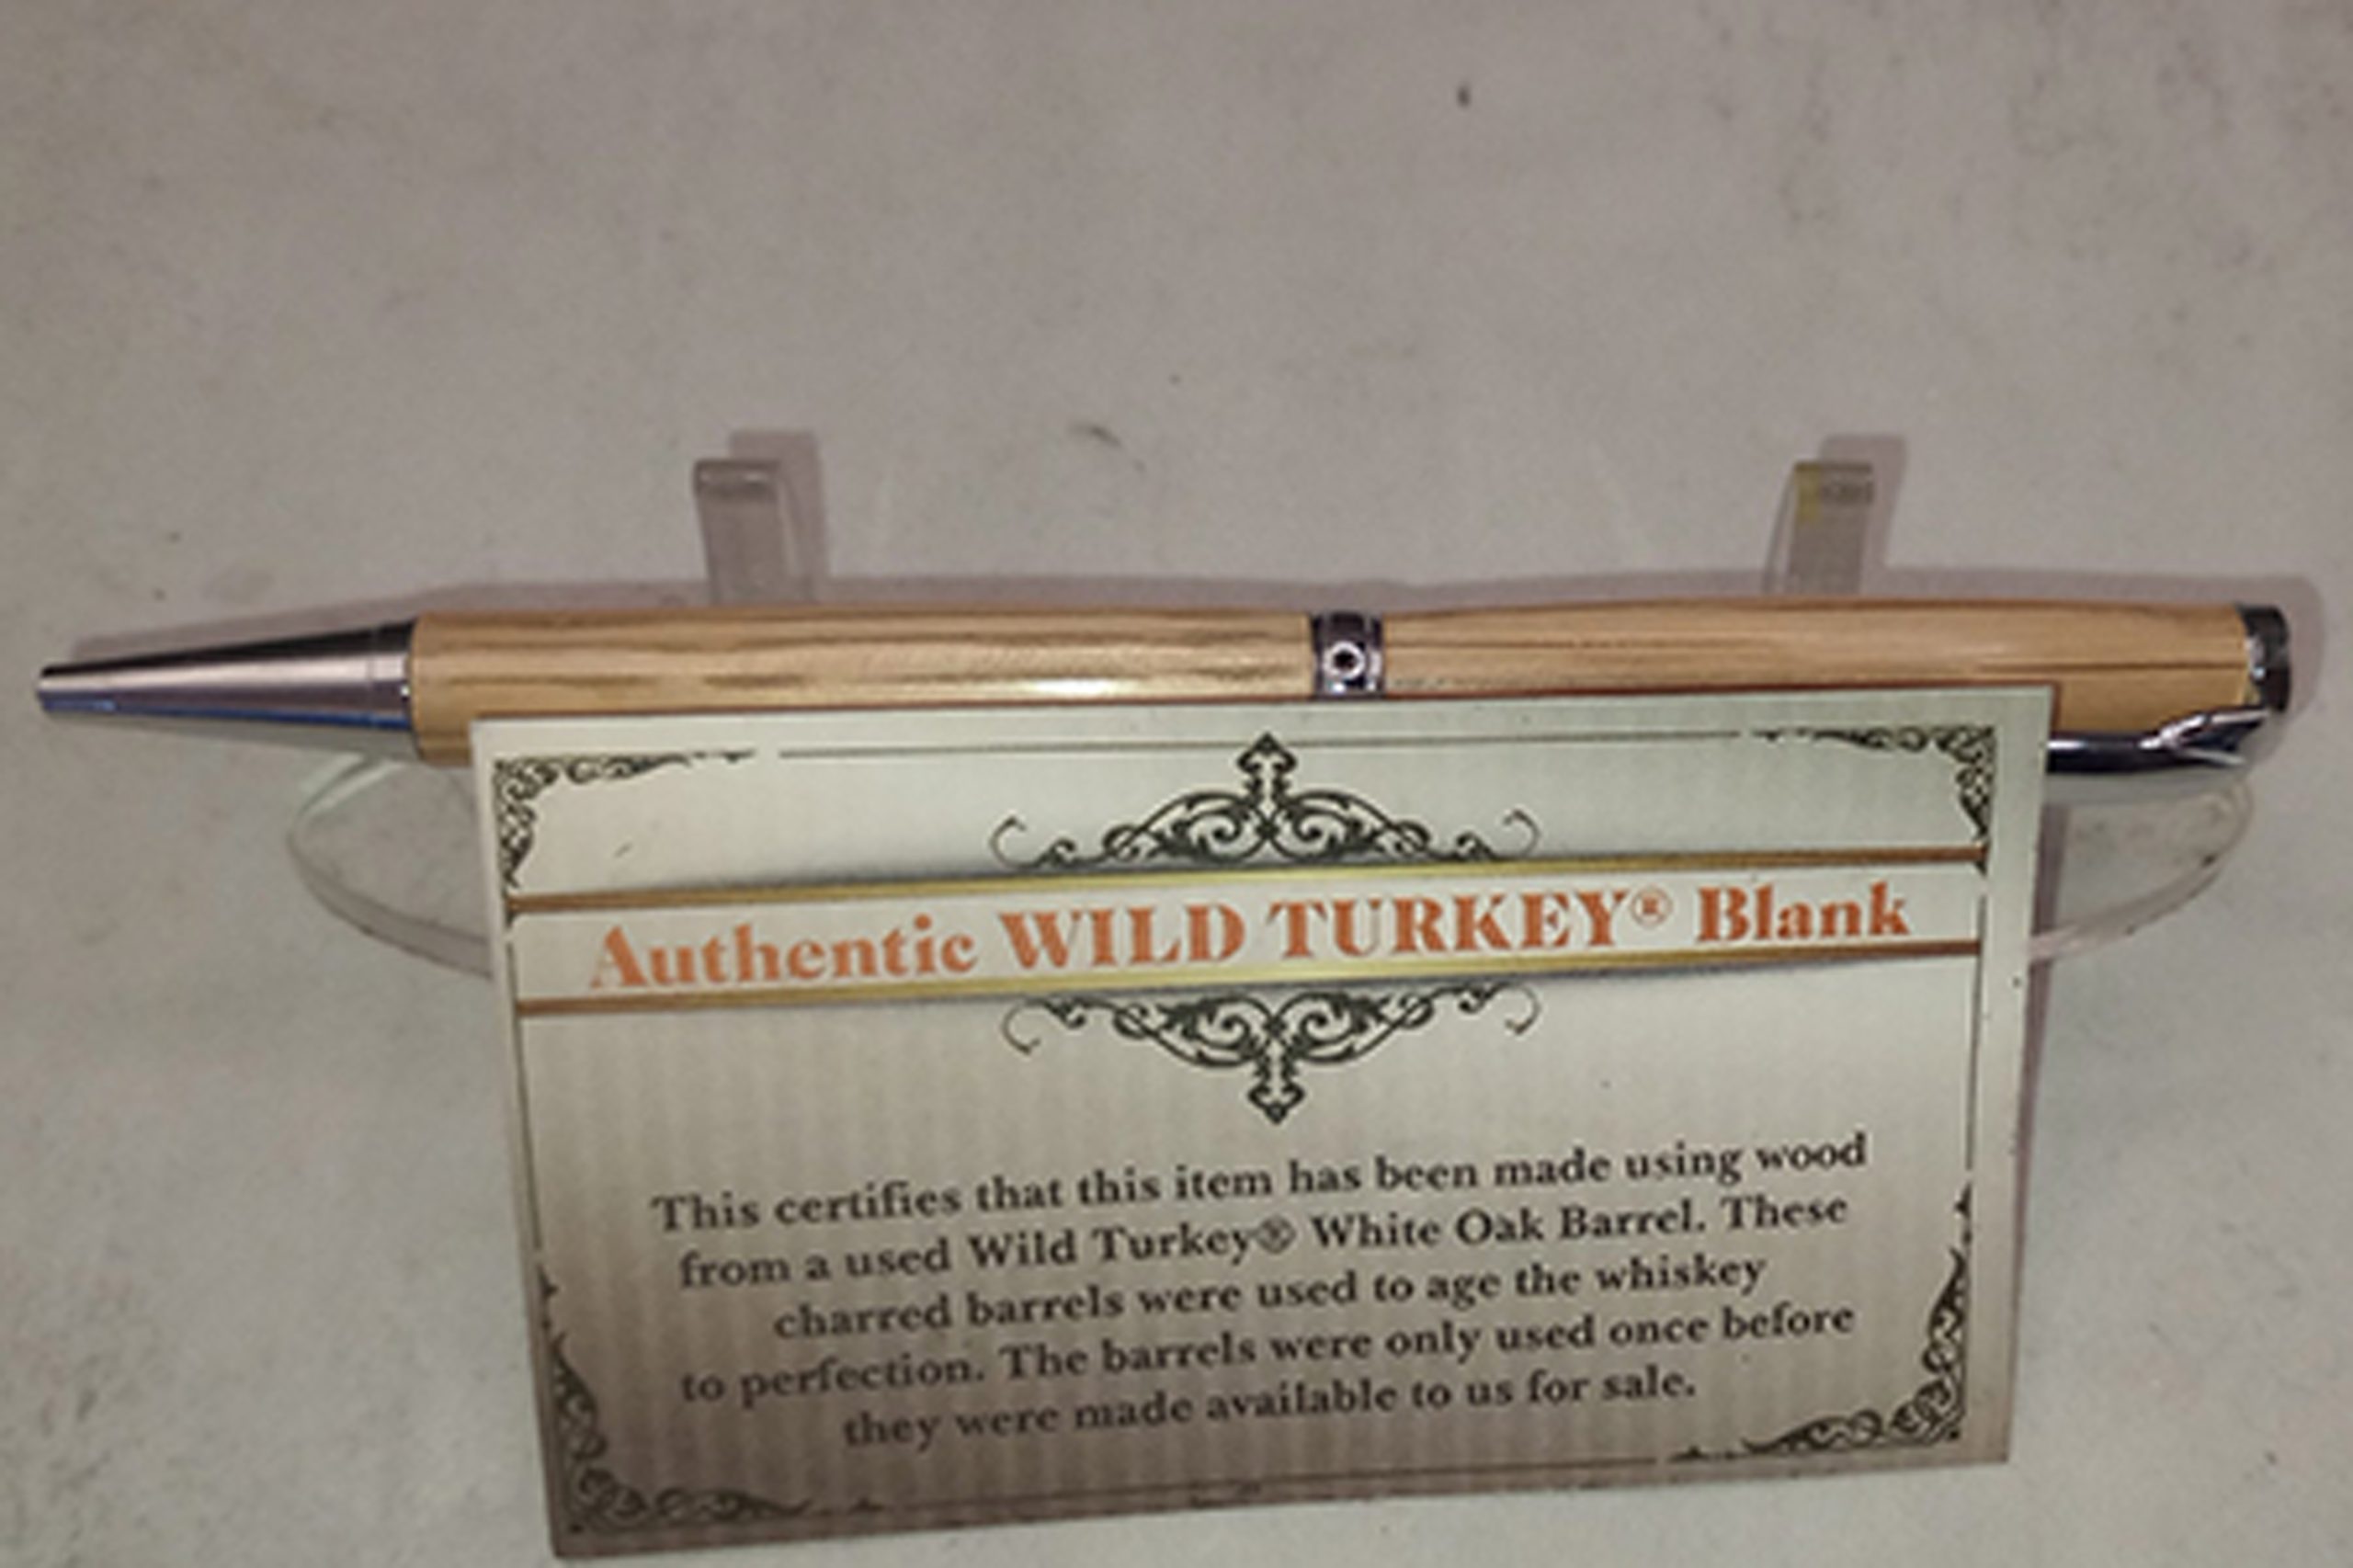 Authentic WILD TURKEY® Blank
This certifies that this item has been made using wood
from a used Wild Turkey® White Oak Barrel. These
charred barrels were used to age the whiskey
to perfection. The barrels were only used once before
they were made available to us for sale.